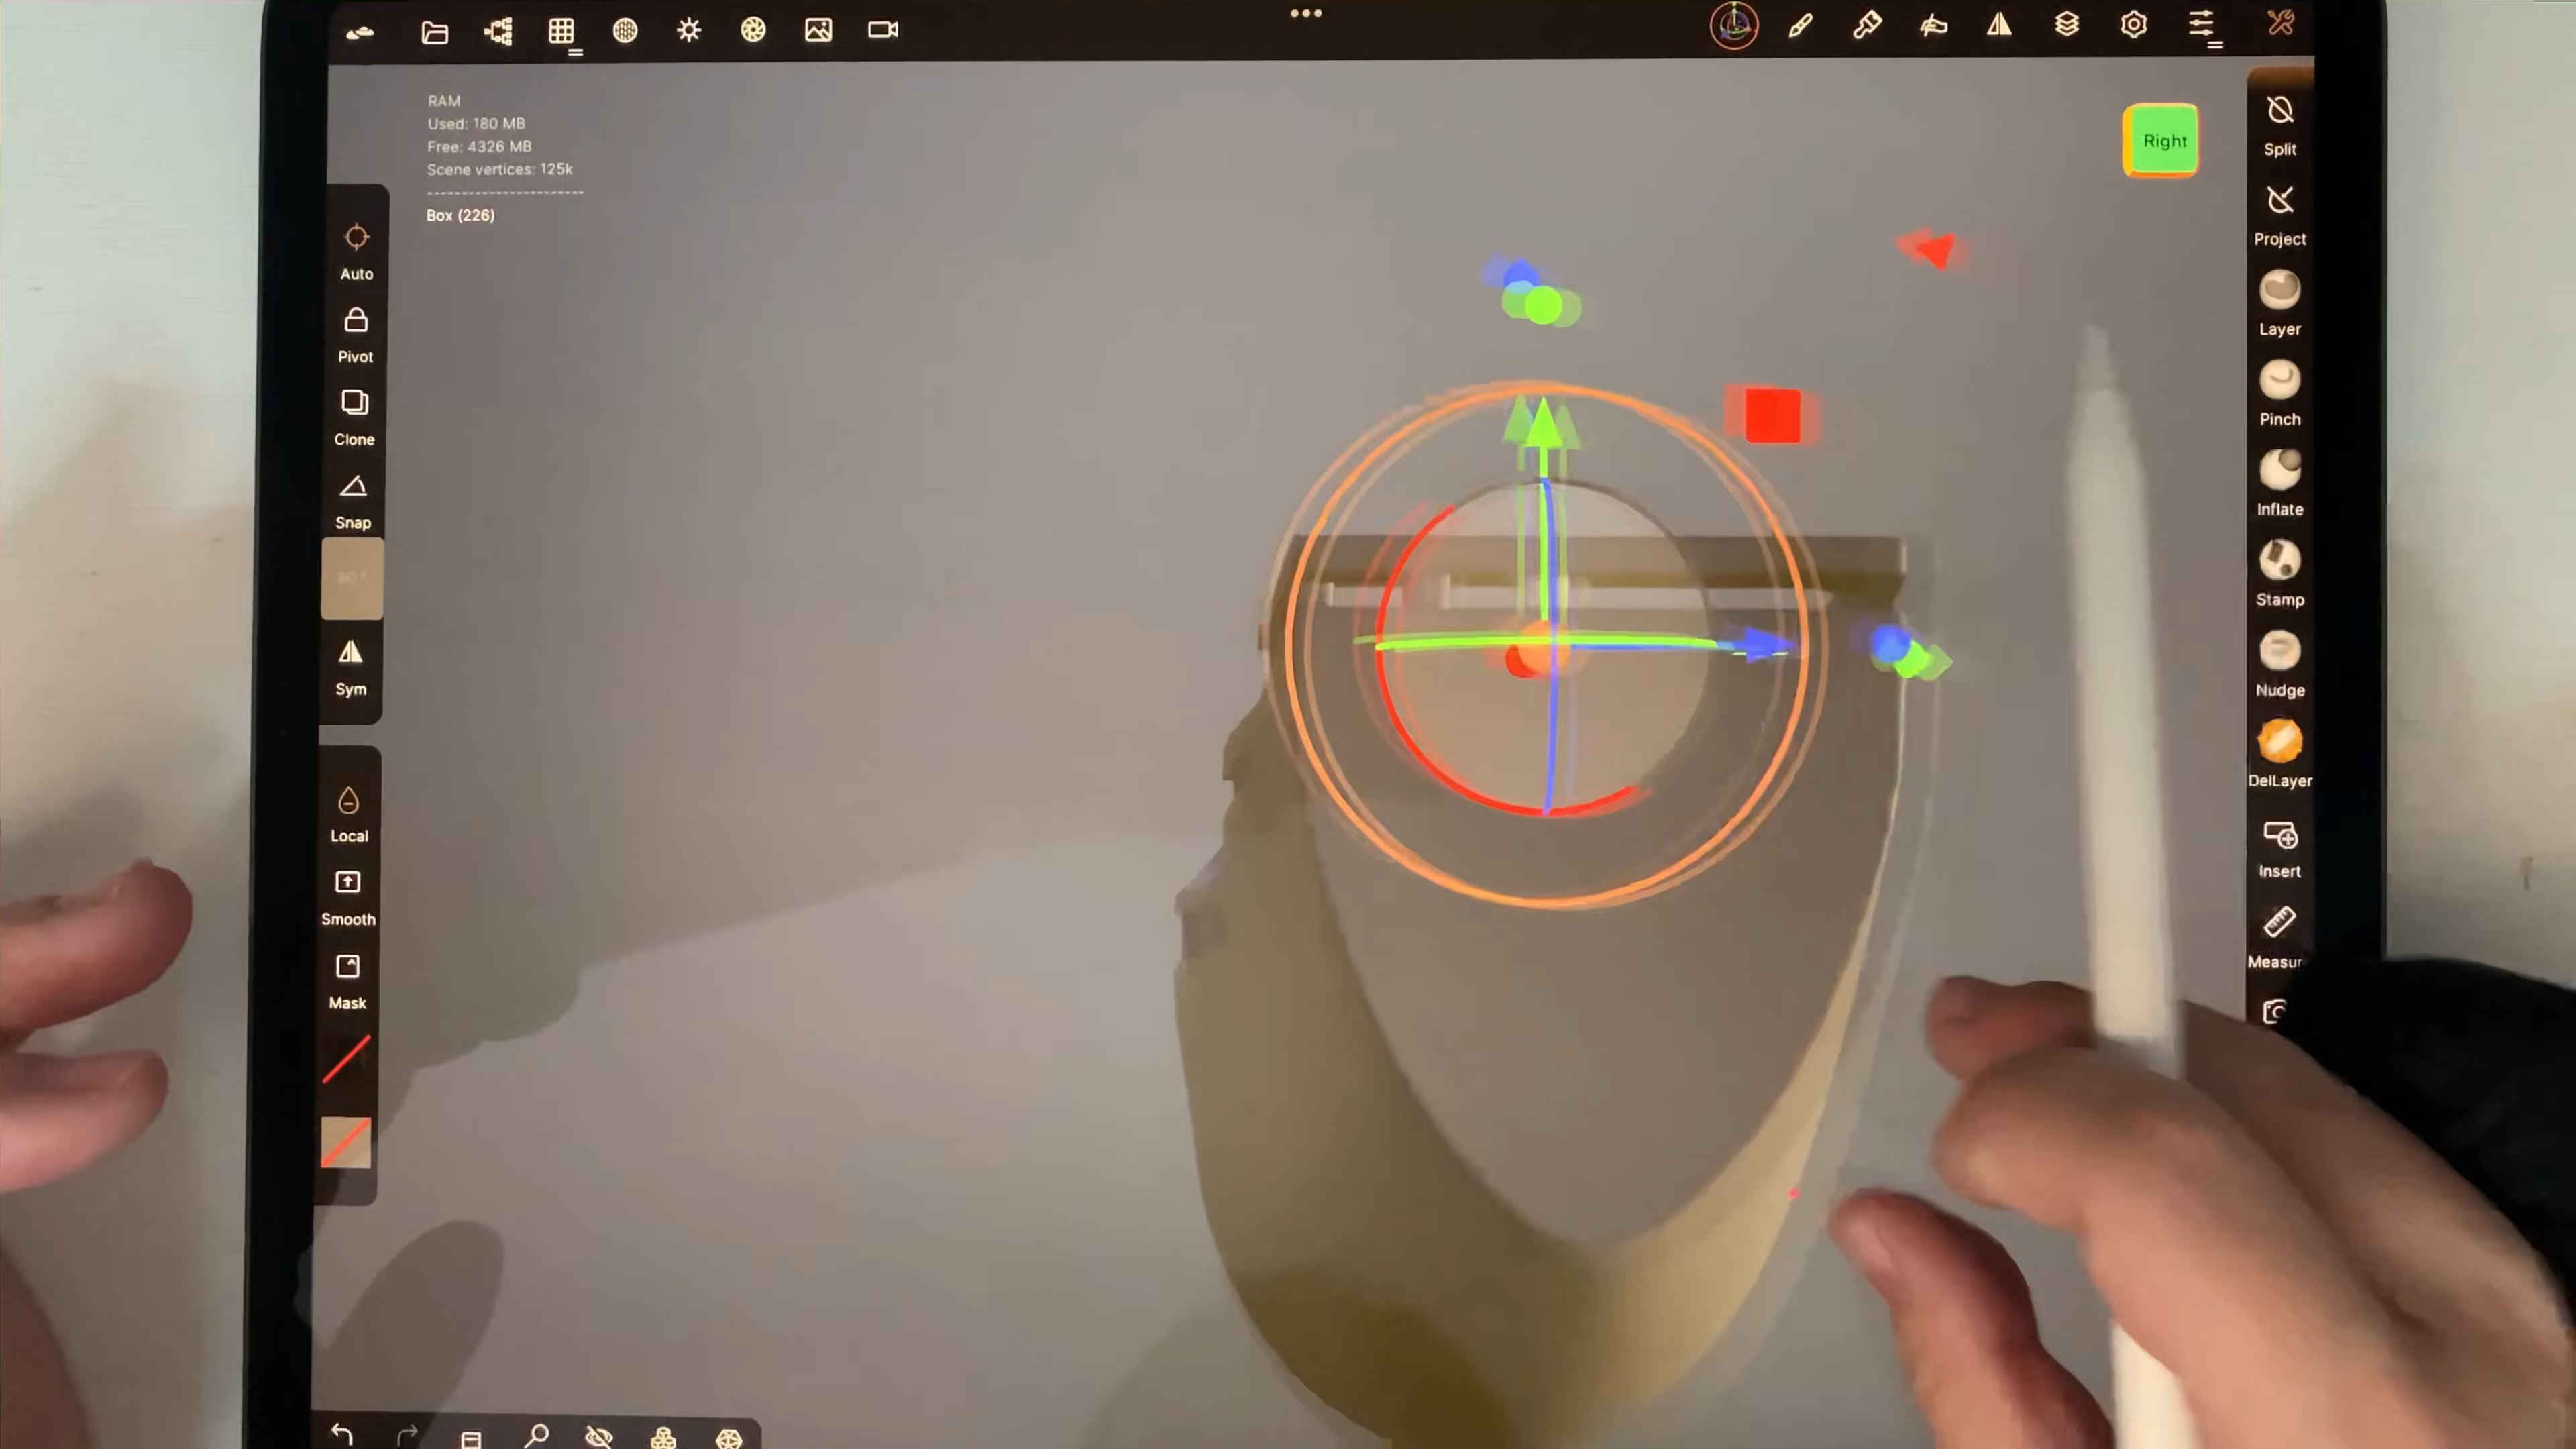 RAM
Used: 180 MB
Free: 4326 MB
Scene vertices: 125k
Box (226)
Right
Auto
Pivot
Clone
Snap
Sym
Local
Smooth
Mask
Split
Project
Layer
Pinch
Inflate
Stamp
Nudge
DelLayer
Insert
Measur